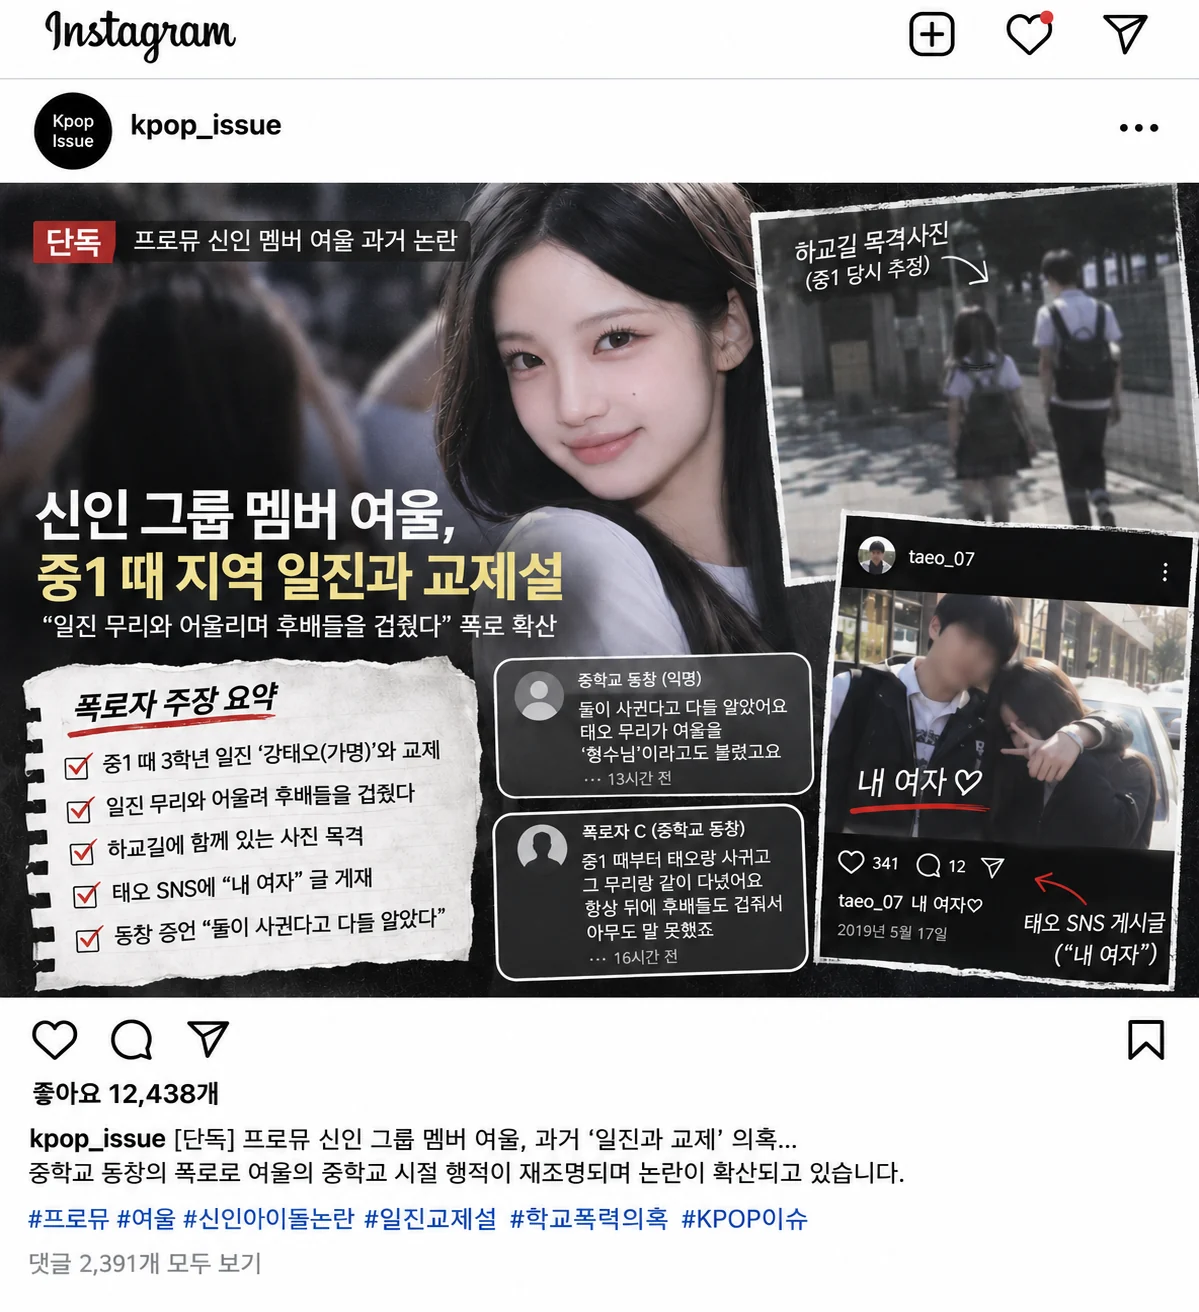 Instagram
Kpop
Issue
kpop_issue
단독
프로뮤 신인 멤버 여울 과거 논란
하교길 목격사진
(중1 당시 추정)
신인 그룹 멤버 여울,
중1 때 지역 일진과 교제설
“일진 무리와 어울리며 후배들을 겁줬다” 폭로 확산
폭로자 주장 요약
중1 때 3학년 일진 ‘강태오(가명)’와 교제
일진 무리와 어울려 후배들을 겁줬다
하교길에 함께 있는 사진 목격
태오 SNS에 “내 여자” 글 게재
동창 증언 “둘이 사귄다고 다들 알았다”
중학교 동창 (익명)
둘이 사귄다고 다들 알았어요
태오 무리가 여울을
‘형수님’이라고도 불렀고요
··· 13시간 전
폭로자 C (중학교 동창)
중1 때부터 태오랑 사귀고
그 무리랑 같이 다녔어요
항상 뒤에 후배들도 겁줘서
아무도 말 못했죠
··· 16시간 전
taeo_07
내 여자♡
341
12
taeo_07 내 여자♡
2019년 5월 17일
태오 SNS 게시글
(“내 여자”)
좋아요 12,438개
kpop_issue [단독] 프로뮤 신인 그룹 멤버 여울, 과거 ‘일진과 교제’ 의혹...
중학교 동창의 폭로로 여울의 중학교 시절 행적이 재조명되며 논란이 확산되고 있습니다.
#프로뮤 #여울 #신인아이돌논란 #일진교제설 #학교폭력의혹 #KPOP이슈
댓글 2,391개 모두 보기